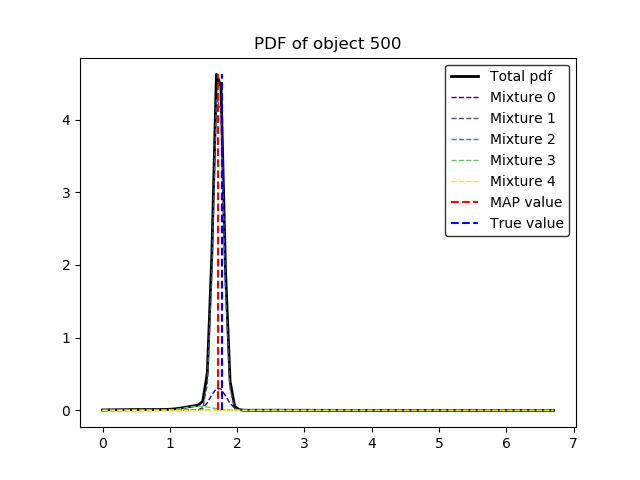 PDF of object 500
Total pdf
Mixture 0
Mixture 1
Mixture 2
Mixture 3
Mixture 4
MAP value
True value
4
3
2
1
0
0 1 2 3 4 5 6 7